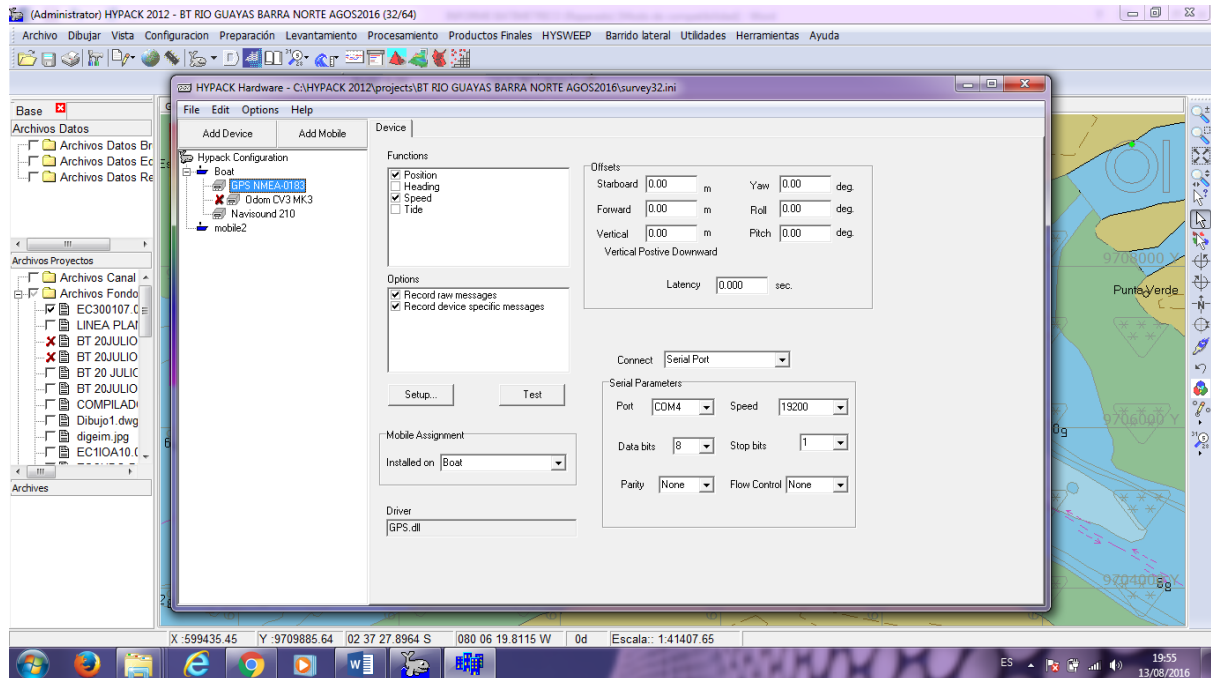 (Administrator) HYPACK 2012 - BT RIO GUAYAS BARRA NORTE AGOS2016 (32/64)
Archivo Dibujar Vista Configuracion Preparación Levantamiento Procesamiento Productos Finales HYSWEEP Barrido lateral Utilidades Herramientas Ayuda
HYPACK Hardware - C:\HYPACK 2012\projects\BT RIO GUAYAS BARRA NORTE AGOS2016\survey32.ini
File Edit Options Help
Add Device Add Mobile
Device
Hypack Configuration
Boat
GPS NMEA-0183
Odom CV3 MK3
Navisound 210
mobile2
Functions
Position
Heading
Speed
Tide
Options
Record raw messages
Record device specific messages
Setup... Test
Mobile Assignment
Installed on Boat
Driver
GPS.dll
Offsets
Starboard 0.00 m Yaw 0.00 deg.
Forward 0.00 m Roll 0.00 deg.
Vertical 0.00 m Pitch 0.00 deg.
Vertical Postive Downward
Latency 0.000 sec.
Connect Serial Port
Serial Parameters
Port COM4 Speed 19200
Data bits 8 Stop bits 1
Parity None Flow Control None
Base
Archivos Datos
Archivos Datos Br
Archivos Datos Ec
Archivos Datos Re
Archivos Proyectos
Archivos Canal
Archivos Fondo
EC300107.0
LINEA PLAN
BT 20JULIO
BT 20JULIO
BT 20 JULIO
BT 20JULIO
COMPILAD
Dibujo1.dwg
digeim.jpg
EC1IOA10.(
Archives
9708000 Y
Punta Verde
9706000 Y
9704000 Y
X :599435.45 Y :9709885.64 02 37 27.8964 S 080 06 19.8115 W 0d Escala:: 1:41407.65
ES
19:55
13/08/2016